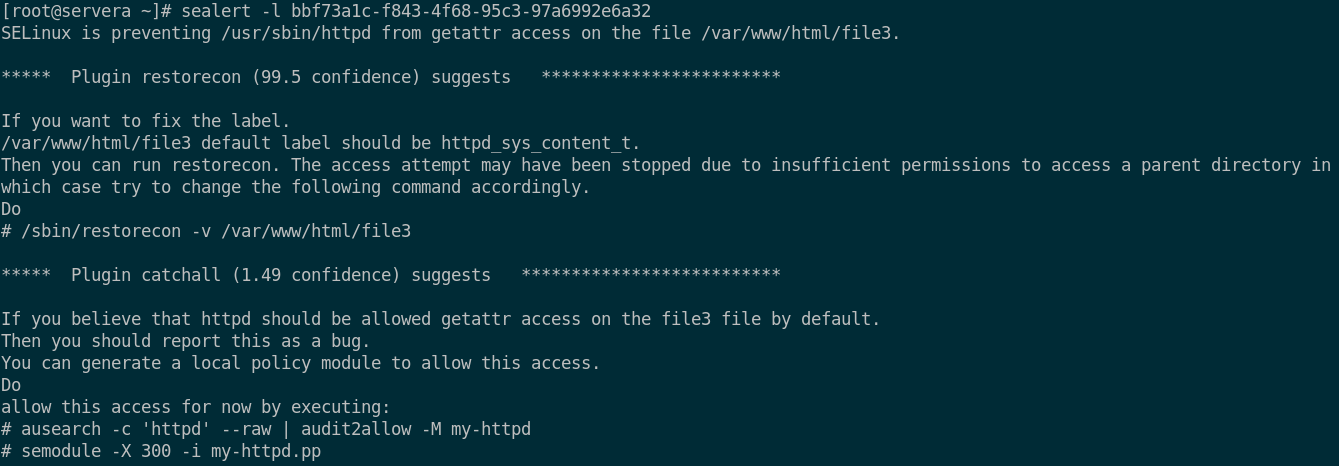 [root@servera ~]# sealert -l bbf73a1c-f843-4f68-95c3-97a6992e6a32
SELinux is preventing /usr/sbin/httpd from getattr access on the file /var/www/html/file3.
*****  Plugin restorecon (99.5 confidence) suggests   ************************
If you want to fix the label.
/var/www/html/file3 default label should be httpd_sys_content_t.
Then you can run restorecon. The access attempt may have been stopped due to insufficient permissions to access a parent directory in
which case try to change the following command accordingly.
Do
# /sbin/restorecon -v /var/www/html/file3
*****  Plugin catchall (1.49 confidence) suggests   **************************
If you believe that httpd should be allowed getattr access on the file3 file by default.
Then you should report this as a bug.
You can generate a local policy module to allow this access.
Do
allow this access for now by executing:
# ausearch -c 'httpd' --raw | audit2allow -M my-httpd
# semodule -X 300 -i my-httpd.pp